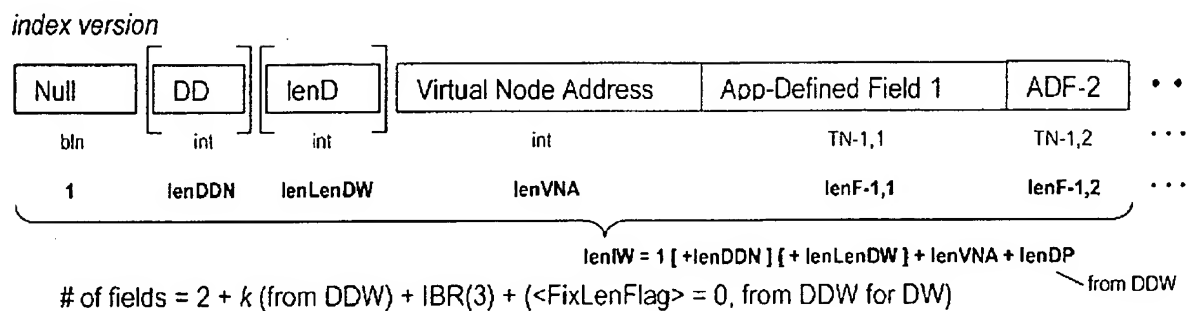 index version
Null DD lenD Virtual Node Address App-Defined Field 1 ADF-2 • •
bln int int int TN-1,1 TN-1,2 • • •
1 lenDDN lenLenDW lenVNA lenF-1,1 lenF-1,2 • • •
lenIW = 1 [ +lenDDN ] [ + lenLenDW ] + lenVNA + lenDP
from DDW
# of fields = 2 + k (from DDW) + IBR(3) + (<FixLenFlag> = 0, from DDW for DW)